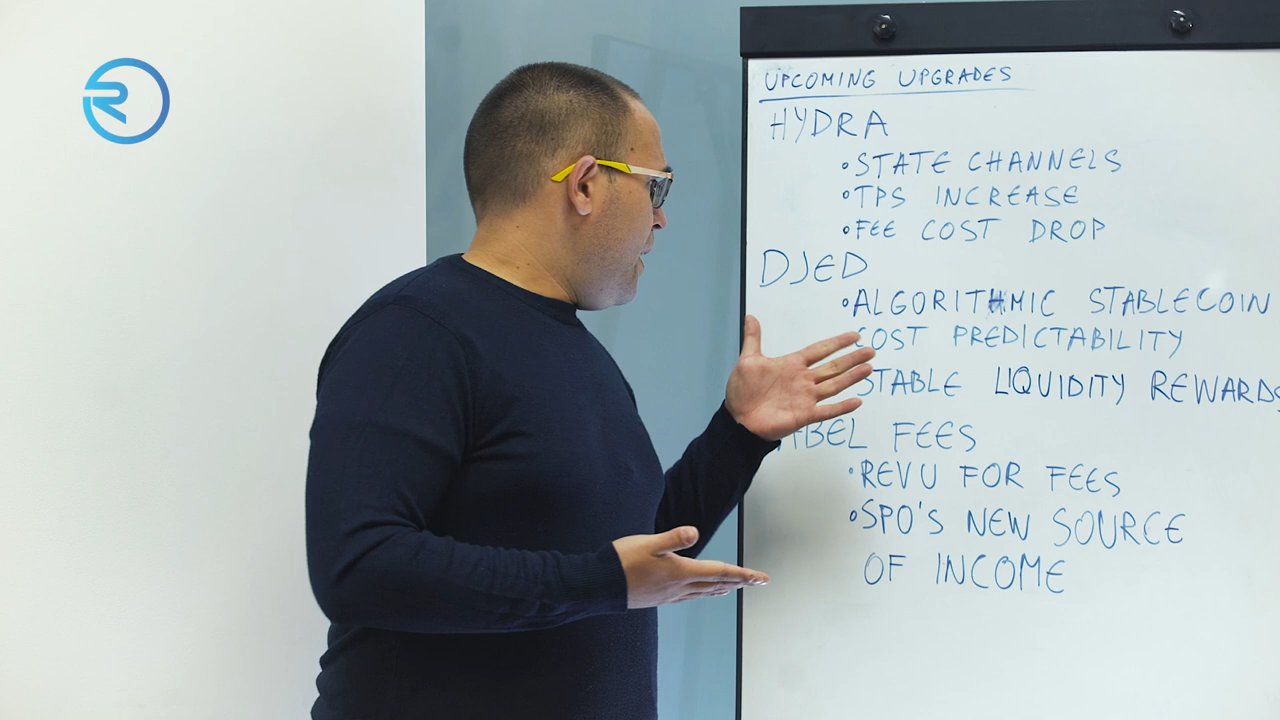 UPCOMING UPGRADES
HYDRA
•STATE CHANNELS
•TPS INCREASE
•FEE COST DROP
DJED
•ALGORITHMIC STABLECOIN
COST PREDICTABILITY
STABLE LIQUIDITY REWARDS
ABEL FEES
•REVU FOR FEES
•SPO'S NEW SOURCE
OF INCOME